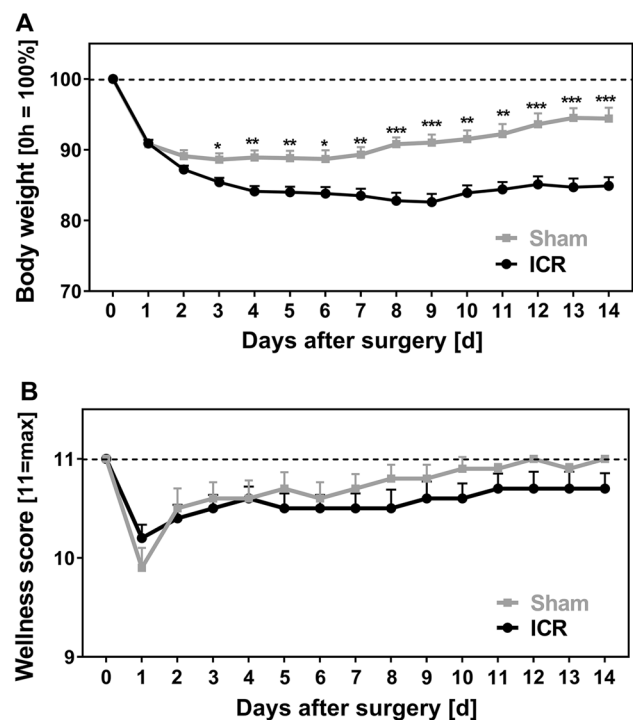 A
Body weight [0h = 100%]
100
90
80
70
* ** ** * ** *** *** ** ** *** *** ***
Sham
ICR
0 1 2 3 4 5 6 7 8 9 10 11 12 13 14
Days after surgery [d]
B
Wellness score [11=max]
11
10
9
Sham
ICR
0 1 2 3 4 5 6 7 8 9 10 11 12 13 14
Days after surgery [d]